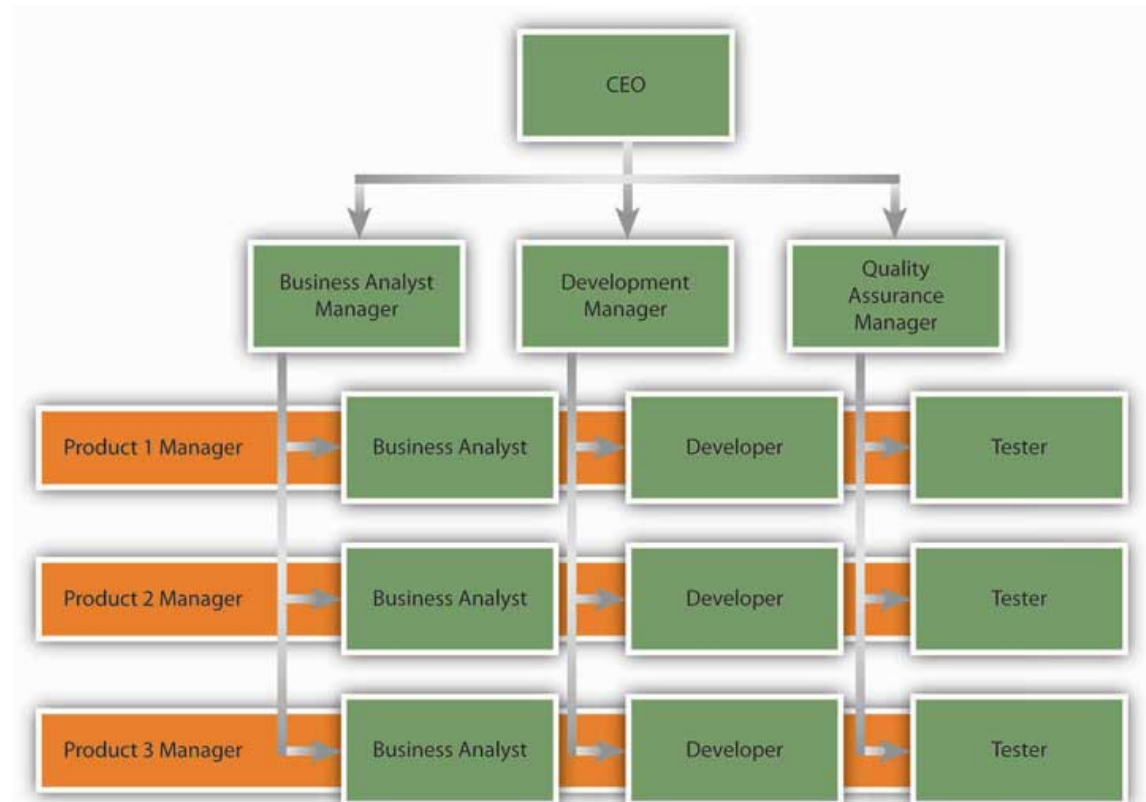 CEO
Business Analyst
Manager
Development
Manager
Quality
Assurance
Manager
Product 1 Manager
Business Analyst
Developer
Tester
Product 2 Manager
Business Analyst
Developer
Tester
Product 3 Manager
Business Analyst
Developer
Tester